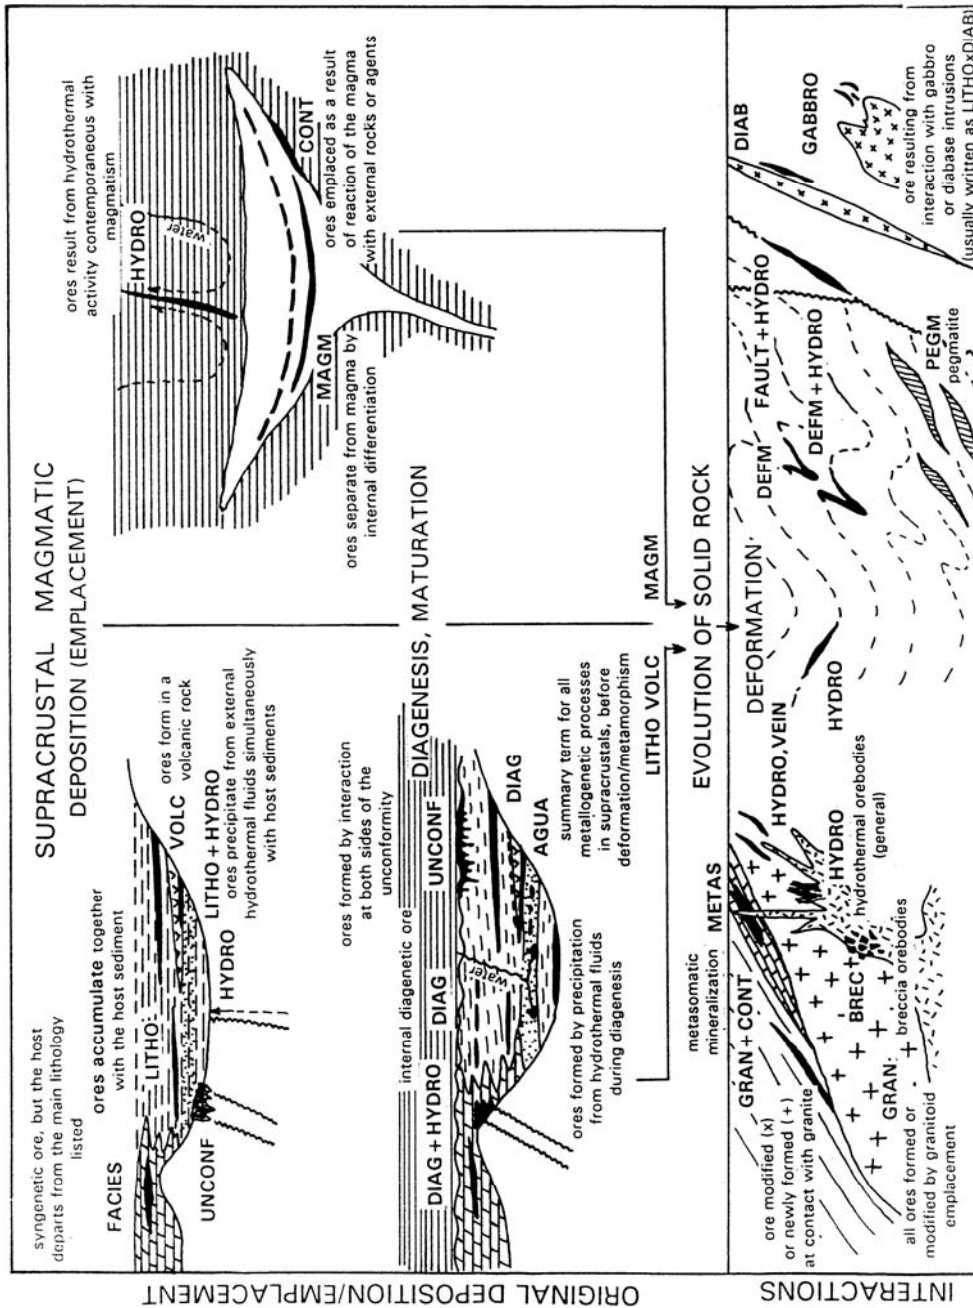 SUPRACRUSTAL MAGMATIC
DEPOSITION (EMPLACEMENT)
syngenetic ore, but the host
departs from the main lithology
listed
FACIES
ores accumulate together
with the host sediment
LITHO
UNCONF
HYDRO
VOLC
ores form in a
volcanic rock
LITHO + HYDRO
ores precipitate from external
hydrothermal fluids simultaneously
with host sediments
ores result from hydrothermal
activity contemporaneous with
magmatism
HYDRO
water
MAGM
ores separate from magma by
internal differentiation
CONT
ores emplaced as a result
of reaction of the magma
with external rocks or agents
ORIGINAL DEPOSITION/EMPLACEMENT
DIAGENESIS, MATURATION
internal diagenetic ore
ores formed by interaction
at both sides of the
unconformity
DIAG + HYDRO
DIAG
UNCONF
water
DIAG
AGUA
ores formed by precipitation
from hydrothermal fluids
during diagenesis
summary term for all
metallogenetic processes
in supracrustals, before
deformation/metamorphism
LITHO VOLC
MAGM
EVOLUTION OF SOLID ROCK
INTERACTIONS
metasomatic
mineralization
METAS
GRAN + CONT
ore modified (x)
or newly formed (+)
at contact with granite
GRAN
all ores formed or
modified by granitoid
emplacement
BREC
breccia orebodies
HYDRO, VEIN
HYDRO
hydrothermal orebodies
(general)
DEFORMATION
HYDRO
DEFM
FAULT + HYDRO
DEFM + HYDRO
PEGM
pegmatite
DIAB
GABBRO
ore resulting from
interaction with gabbro
or diabase intrusions
(usually written as LITHOxDIAB)